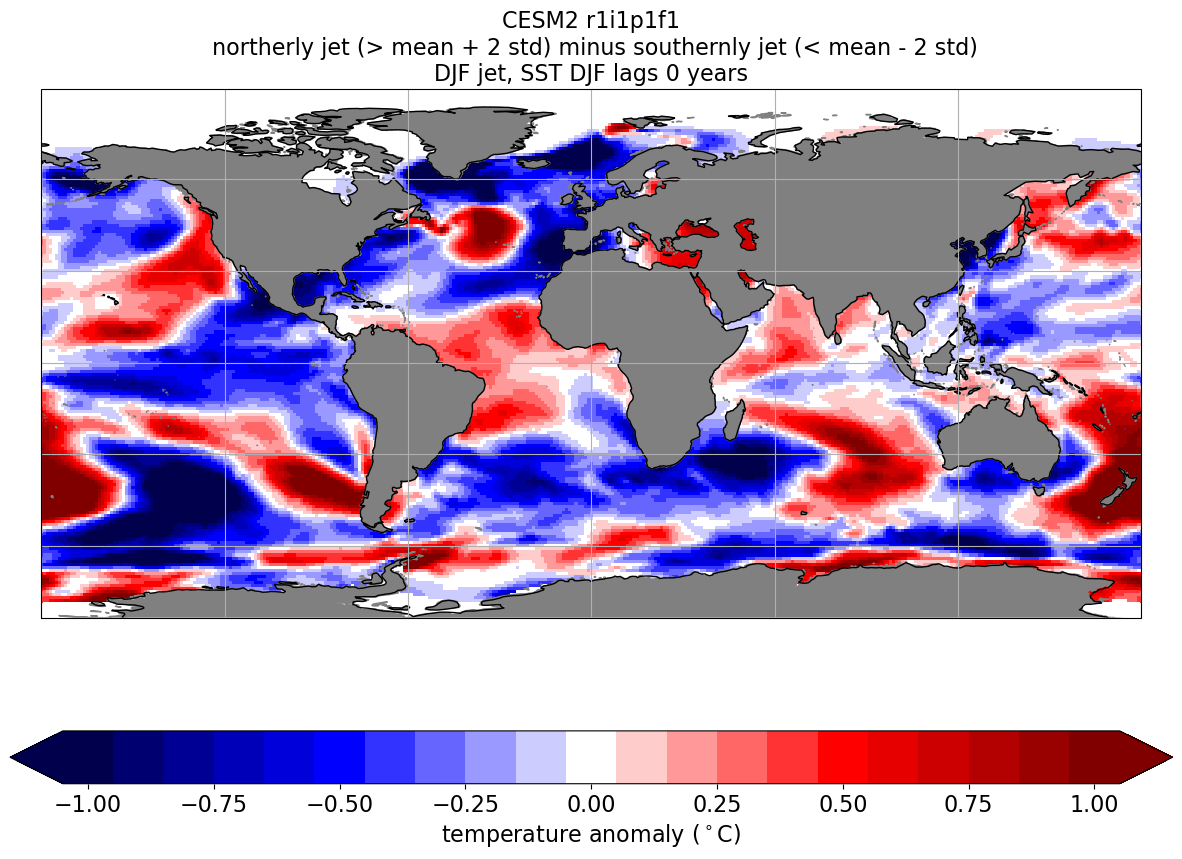 CESM2 r1i1p1f1
northerly jet (> mean + 2 std) minus southernly jet (< mean - 2 std)
DJF jet, SST DJF lags 0 years
−1.00 −0.75 −0.50 −0.25 0.00 0.25 0.50 0.75 1.00
temperature anomaly (°C)